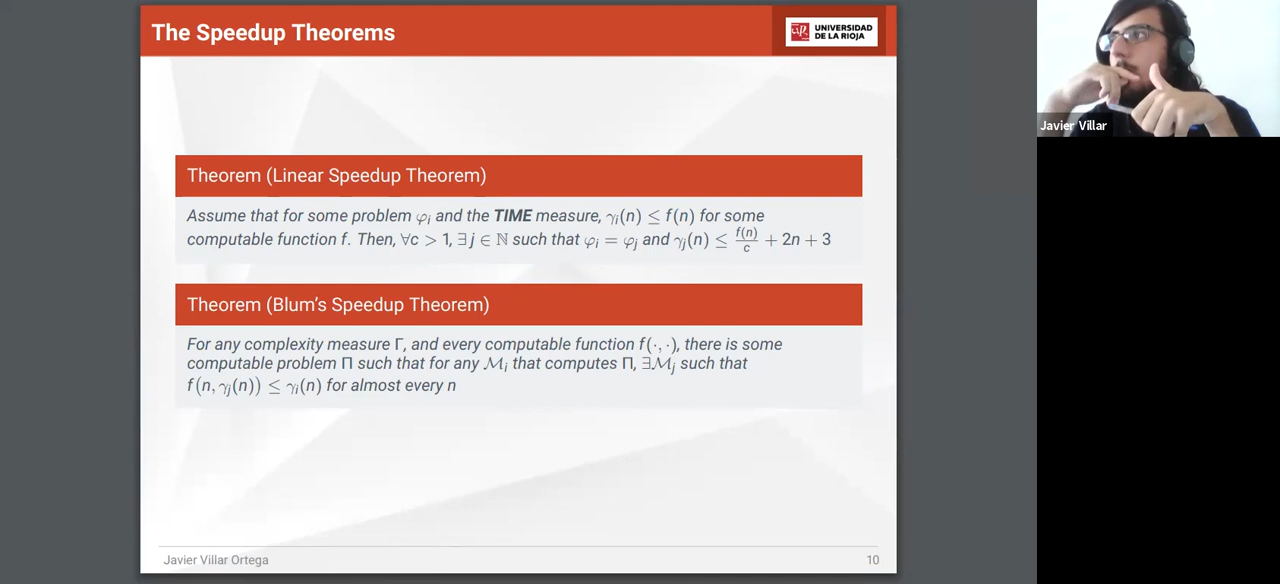 The Speedup Theorems
UNIVERSIDAD
DE LA RIOJA
Javier Villar
Theorem (Linear Speedup Theorem)
Assume that for some problem φᵢ and the TIME measure, γᵢ(n) ≤ f(n) for some
computable function f. Then, ∀c > 1, ∃j ∈ ℕ such that φᵢ = φⱼ and γⱼ(n) ≤ f(n)/c + 2n + 3
Theorem (Blum's Speedup Theorem)
For any complexity measure Γ, and every computable function f(·,·), there is some
computable problem Π such that for any ℳᵢ that computes Π, ∃ℳⱼ such that
f(n, γⱼ(n)) ≤ γᵢ(n) for almost every n
Javier Villar Ortega
10